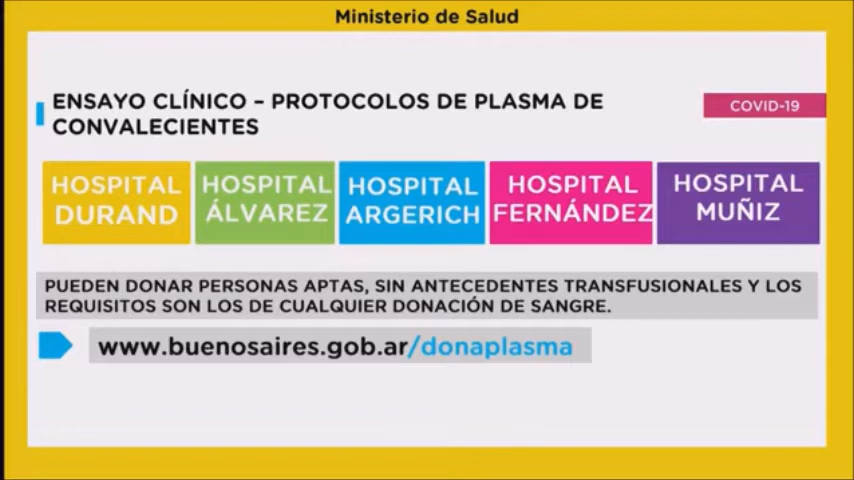 Ministerio de Salud
ENSAYO CLÍNICO – PROTOCOLOS DE PLASMA DE
CONVALECIENTES
COVID-19
HOSPITAL
DURAND
HOSPITAL
ÁLVAREZ
HOSPITAL
ARGERICH
HOSPITAL
FERNÁNDEZ
HOSPITAL
MUÑIZ
PUEDEN DONAR PERSONAS APTAS, SIN ANTECEDENTES TRANSFUSIONALES Y LOS
REQUISITOS SON LOS DE CUALQUIER DONACIÓN DE SANGRE.
www.buenosaires.gob.ar/donaplasma